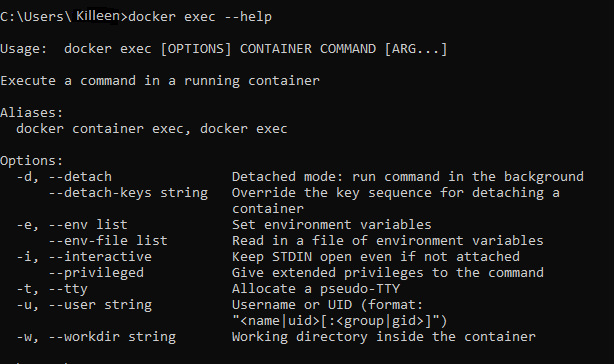 C:\Users\Killeen>docker exec --help
Usage:  docker exec [OPTIONS] CONTAINER COMMAND [ARG...]
Execute a command in a running container
Aliases:
  docker container exec, docker exec
Options:
  -d, --detach               Detached mode: run command in the background
      --detach-keys string   Override the key sequence for detaching a
                             container
  -e, --env list             Set environment variables
      --env-file list        Read in a file of environment variables
  -i, --interactive          Keep STDIN open even if not attached
      --privileged           Give extended privileges to the command
  -t, --tty                  Allocate a pseudo-TTY
  -u, --user string          Username or UID (format:
                             "<name|uid>[:<group|gid>]")
  -w, --workdir string       Working directory inside the container